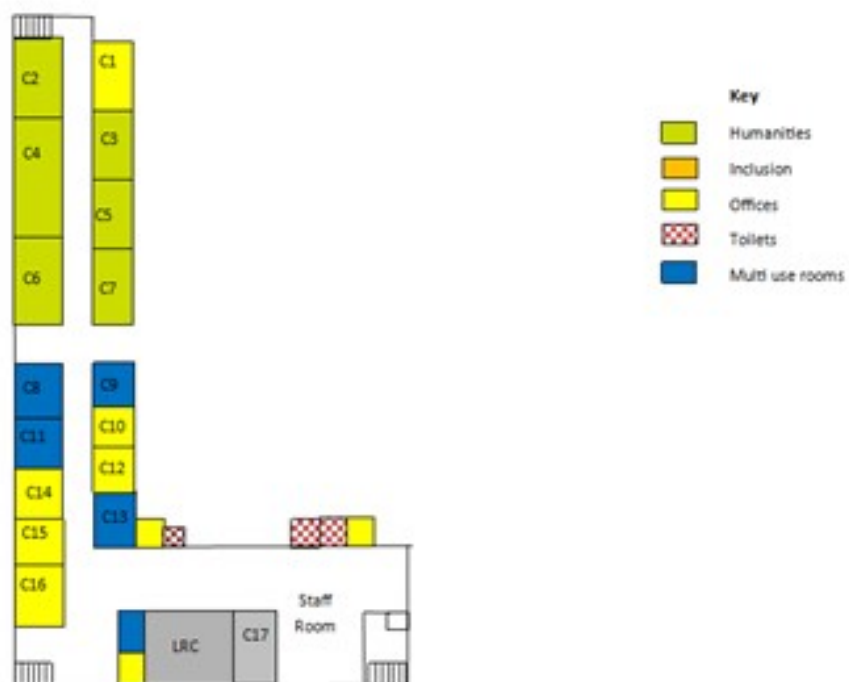 C1
C2
C3
C4
C5
C6
C7
C8
C9
C10
C11
C12
C14
C13
C15
C16
Staff
Room
LRC
C17
Key
Humanities
Inclusion
Offices
Toilets
Multi use rooms